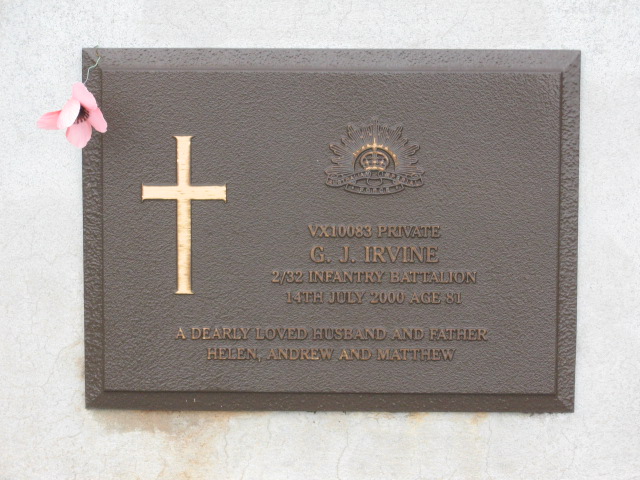 VX10083 PRIVATE
G. J. IRVINE
2/32 INFANTRY BATTALION
14TH JULY 2000 AGE 81
A DEARLY LOVED HUSBAND AND FATHER
HELEN, ANDREW AND MATTHEW